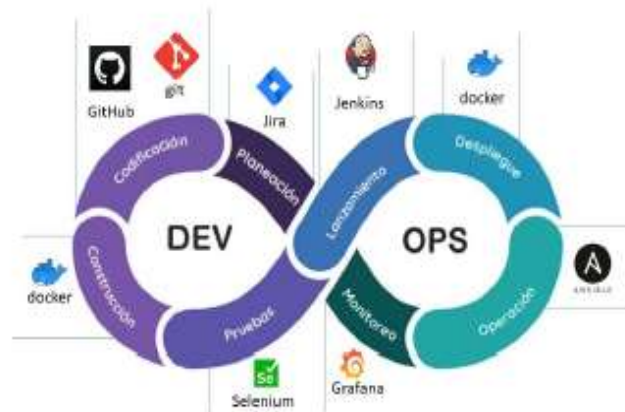 GitHub
git
Jira
Jenkins
docker
Codificación
Planeación
Lanzamiento
Despliegue
DEV
OPS
docker
Construcción
Pruebas
Monitoreo
Operación
ANSIBLE
Se
Selenium
Grafana